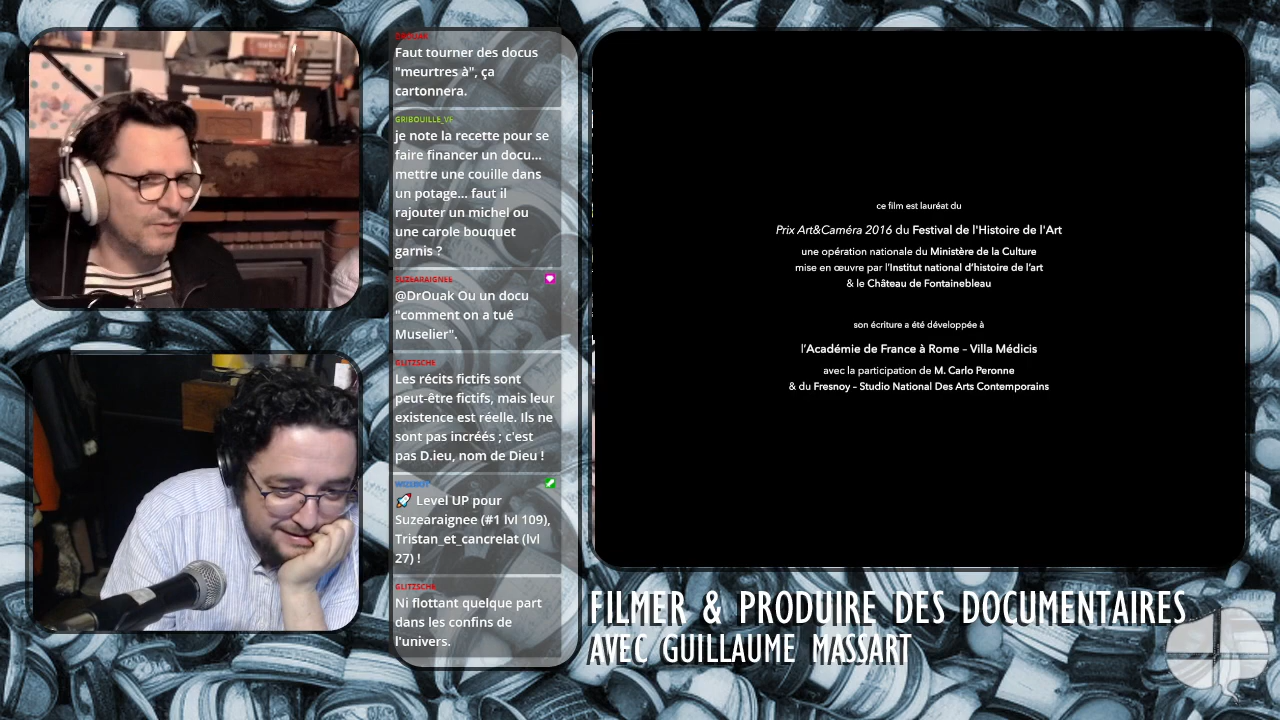 DROUAK
Faut tourner des docus
"meurtres à", ça
cartonnera.
GRIBOUILLE_VF
je note la recette pour se
faire financer un docu...
mettre une couille dans
un potage... faut il
rajouter un michel ou
une carole bouquet
garnis ?
SUZEARAIGNEE
@DrOuak Ou un docu
"comment on a tué
Muselier".
GLITZSCHE
Les récits fictifs sont
peut-être fictifs, mais leur
existence est réelle. Ils ne
sont pas incréés ; c'est
pas D.ieu, nom de Dieu !
WIZEBOT
🚀 Level UP pour
Suzearaignee (#1 lvl 109),
Tristan_et_cancrelat (lvl
27) !
GLITZSCHE
Ni flottant quelque part
dans les confins de
l'univers.
ce film est lauréat du
Prix Art&Caméra 2016 du Festival de l'Histoire de l'Art
une opération nationale du Ministère de la Culture
mise en œuvre par l'Institut national d'histoire de l'art
& le Château de Fontainebleau
son écriture a été développée à
l'Académie de France à Rome – Villa Médicis
avec la participation de M. Carlo Peronne
& du Fresnoy – Studio National Des Arts Contemporains
FILMER & PRODUIRE DES DOCUMENTAIRES
AVEC GUILLAUME MASSART